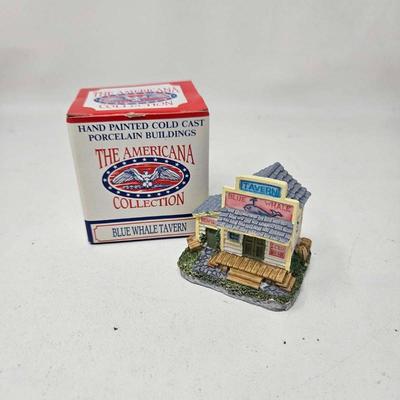 THE AMERICANA
COLLECTION
HAND PAINTED COLD CAST
PORCELAIN BUILDINGS
THE AMERICANA
COLLECTION
BLUE WHALE TAVERN
TAVERN
BLUE WHALE